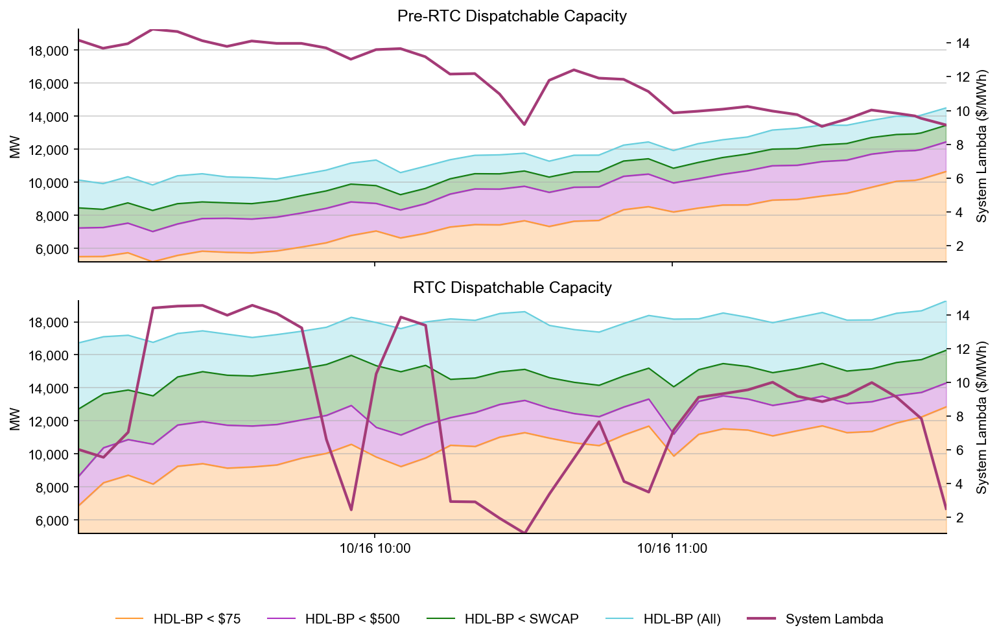 Pre-RTC Dispatchable Capacity
18,000
16,000
14,000
12,000
10,000
8,000
6,000
MW
14
12
10
8
6
4
2
System Lambda ($/MWh)
RTC Dispatchable Capacity
18,000
16,000
14,000
12,000
10,000
8,000
6,000
MW
14
12
10
8
6
4
2
System Lambda ($/MWh)
10/16 10:00
10/16 11:00
HDL-BP < $75
HDL-BP < $500
HDL-BP < SWCAP
HDL-BP (All)
System Lambda